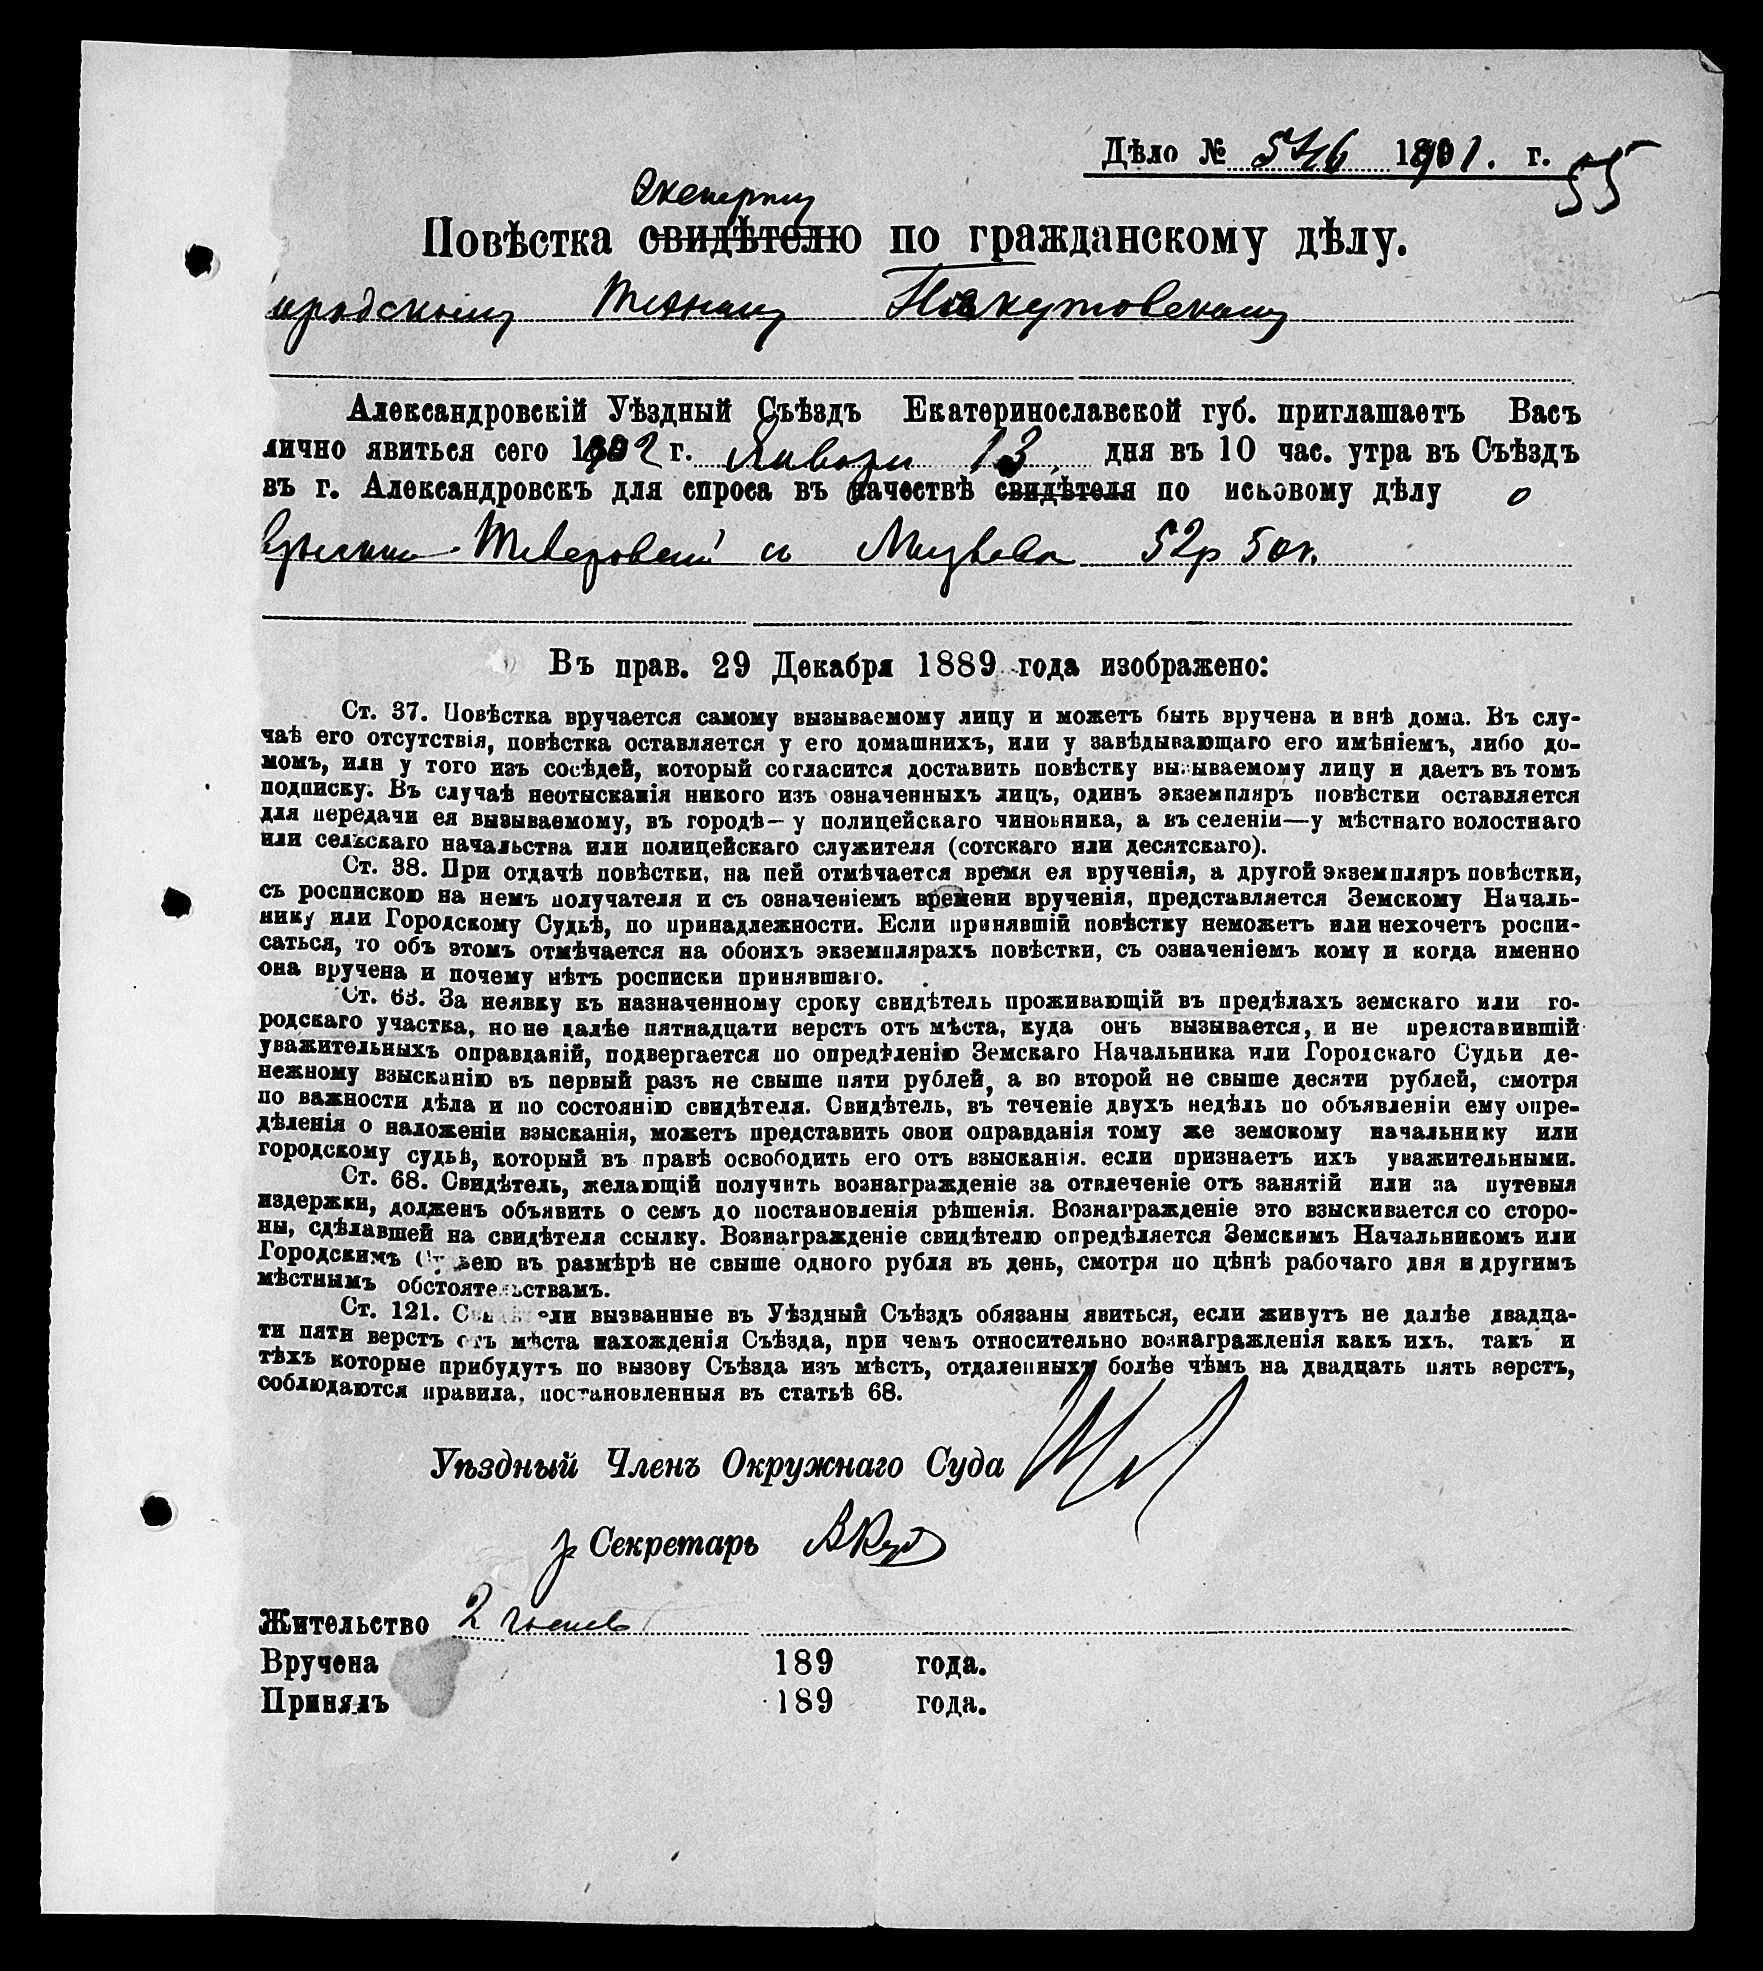 Дѣло № 546 1891. г. 55
Эксперту
Повѣстка свидѣтелю по гражданскому дѣлу.
Городскому Технику
Александровскій Уѣздный Съѣздъ Екатеринославской губ. приглашаетъ Васъ
лично явиться сего 1892 г. Января 13 дня въ 10 час. утра въ Съѣздъ
въ г. Александровскъ для спроса въ качествѣ свидѣтеля по исковому дѣлу о
взыскании съ 52р 50к.
Въ прав. 29 Декабря 1889 года изображено:
Ст. 37. Повѣстка вручается самому вызываемому лицу и можетъ быть вручена и внѣ дома. Въ слу-
чаѣ его отсутствія, повѣстка оставляется у его домашнихъ, или у завѣдывающаго его имѣніемъ, либо до-
момъ, или у того изъ сосѣдей, который согласится доставить повѣстку вызываемому лицу и даетъ въ томъ
подписку. Въ случаѣ неотысканія никого изъ означенныхъ лицъ, одинъ экземпляръ повѣстки оставляется
для передачи ея вызываемому, въ городѣ— у полицейскаго чиновника, а въ селеніи—у мѣстнаго волостнаго
или сельскаго начальства или полицейскаго служителя (сотскаго или десятскаго).
Ст. 38. При отдачѣ повѣстки, на ней отмѣчается время ея врученія, а другой экземпляръ повѣстки,
съ роспискою на немъ получателя и съ означеніемъ времени врученія, представляется Земскому Началь-
нику или Городскому Судьѣ, по принадлежности. Если принявшій повѣстку неможетъ или нехочетъ роспи-
саться, то объ этомъ отмѣчается на обоихъ экземплярахъ повѣстки, съ означеніемъ кому и когда именно
она вручена и почему нѣтъ росписки принявшаго.
Ст. 63. За неявку къ назначенному сроку свидѣтель проживающій въ предѣлахъ земскаго или го-
родскаго участка, но не далѣе пятнадцати верстъ отъ мѣста, куда онъ вызывается, и не представившій
уважительныхъ оправданій, подвергается по опредѣленію Земскаго Начальника или Городскаго Судьи де-
нежному взысканію въ первый разъ не свыше пяти рублей, а во второй не свыше десяти рублей, смотря
по важности дѣла и по состоянію свидѣтеля. Свидѣтель, въ теченіе двухъ недѣль по объявленіи ему опре-
дѣленія о наложеніи взысканія, можетъ представить свои оправданія тому же земскому начальнику или
городскому судьѣ, который въ правѣ освободить его отъ взысканія. если признаетъ ихъ уважительными.
Ст. 68. Свидѣтель, желающій получить вознагражденіе за отвлеченіе отъ занятій или за путевыя
издержки, долженъ объявить о семъ до постановленія рѣшенія. Вознагражденіе это взыскивается со сторо-
ны, сдѣлавшей на свидѣтеля ссылку. Вознагражденіе свидѣтелю опредѣляется Земскимъ Начальникомъ или
Городскимъ Судьею въ размѣрѣ не свыше одного рубля въ день, смотря по цѣнѣ рабочаго дня и другимъ
мѣстнымъ обстоятельствамъ.
Ст. 121. Свидѣтели вызванные въ Уѣздный Съѣздъ обязаны явиться, если живутъ не далѣе двадца-
ти пяти верстъ отъ мѣста нахожденія Съѣзда, при чемъ относительно вознагражденія какъ ихъ. такъ и
тѣхъ которые прибудутъ по вызову Съѣзда изъ мѣстъ, отдаленныхъ болѣе чѣмъ на двадцать пять верстъ,
соблюдаются правила, постановленныя въ статьѣ 68.
Уѣздный Членъ Окружнаго Суда
Секретарь
Жительство 2
Вручена 189 года.
Принялъ 189 года.